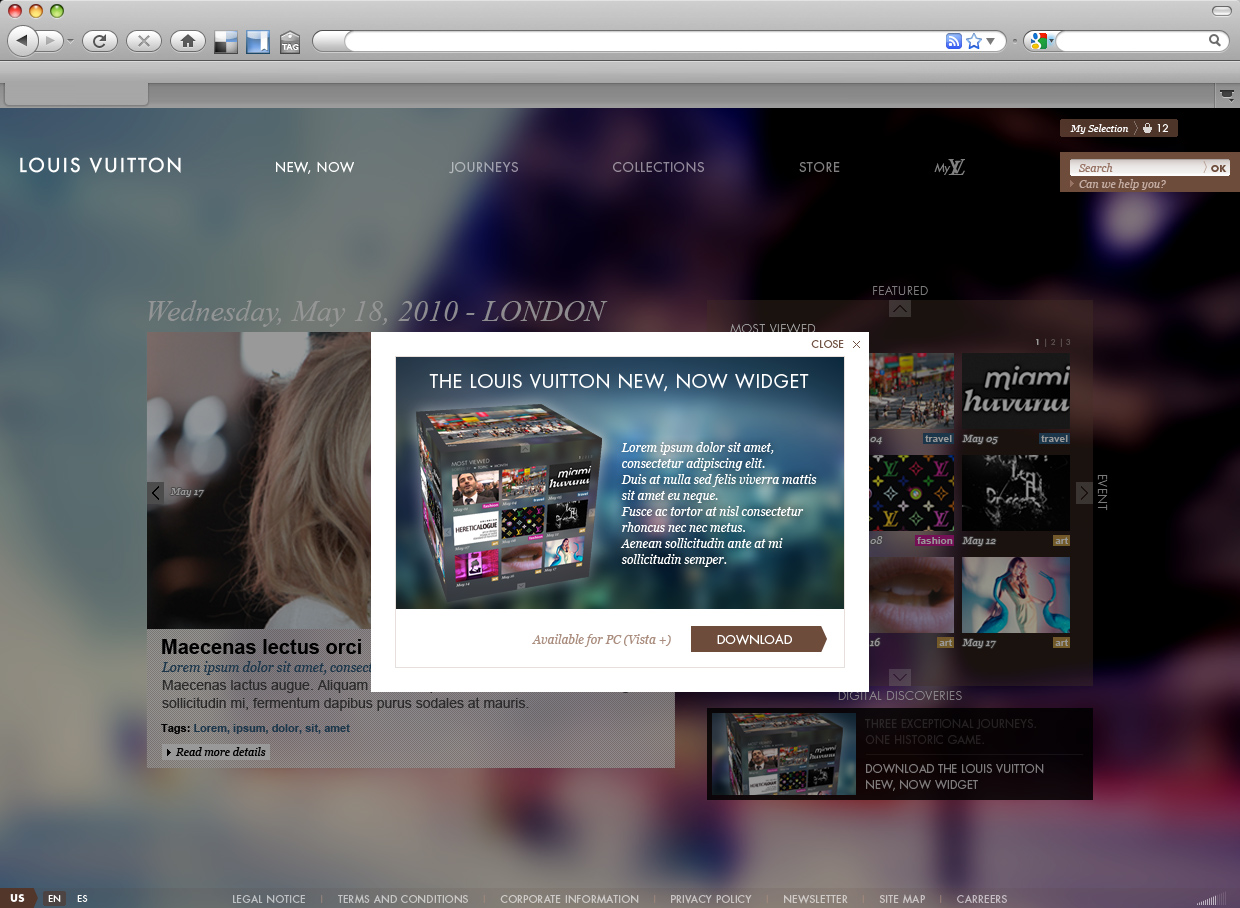 TAG
My Selection 12
LOUIS VUITTON
NEW, NOW
JOURNEYS
COLLECTIONS
STORE
My LV
Search OK
Can we help you?
Wednesday, May 18, 2010 - LONDON
May 17
Maecenas lectus orci
Lorem ipsum dolor sit amet, consect
Maecenas lactus augue. Aliquam
sollicitudin mi, fermentum dapibus purus sodales at mauris.
Tags: Lorem, ipsum, dolor, sit, amet
Read more details
CLOSE
THE LOUIS VUITTON NEW, NOW WIDGET
MOST VIEWED
miami
HERETICALOGUE
Lorem ipsum dolor sit amet,
consectetur adipiscing elit.
Duis at nulla sed felis viverra mattis
sit amet eu neque.
Fusce ac tortor at nisl consectetur
rhoncus nec nec metus.
Aenean sollicitudin ante at mi
sollicitudin semper.
Available for PC (Vista +)
DOWNLOAD
FEATURED
MOST VIEWED
1 | 2 | 3
miami
havana
04 travel
May 05 travel
08 fashion
May 12 art
16 art
May 17 art
EVENT
DIGITAL DISCOVERIES
THREE EXCEPTIONAL JOURNEYS.
ONE HISTORIC GAME.
DOWNLOAD THE LOUIS VUITTON
NEW, NOW WIDGET
US EN ES
LEGAL NOTICE | TERMS AND CONDITIONS | CORPORATE INFORMATION | PRIVACY POLICY | NEWSLETTER | SITE MAP | CARREERS